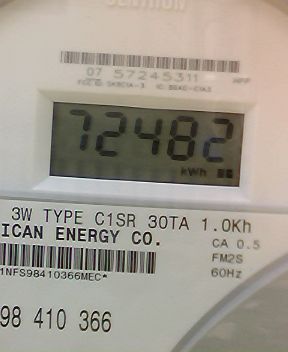 CENTRON
07 57245311
72482
kWh
3W TYPE C1SR 30TA 1.0Kh
ICAN ENERGY CO.
CA 0.5
FM2S
60Hz
1NFS98410366MEC*
98 410 366